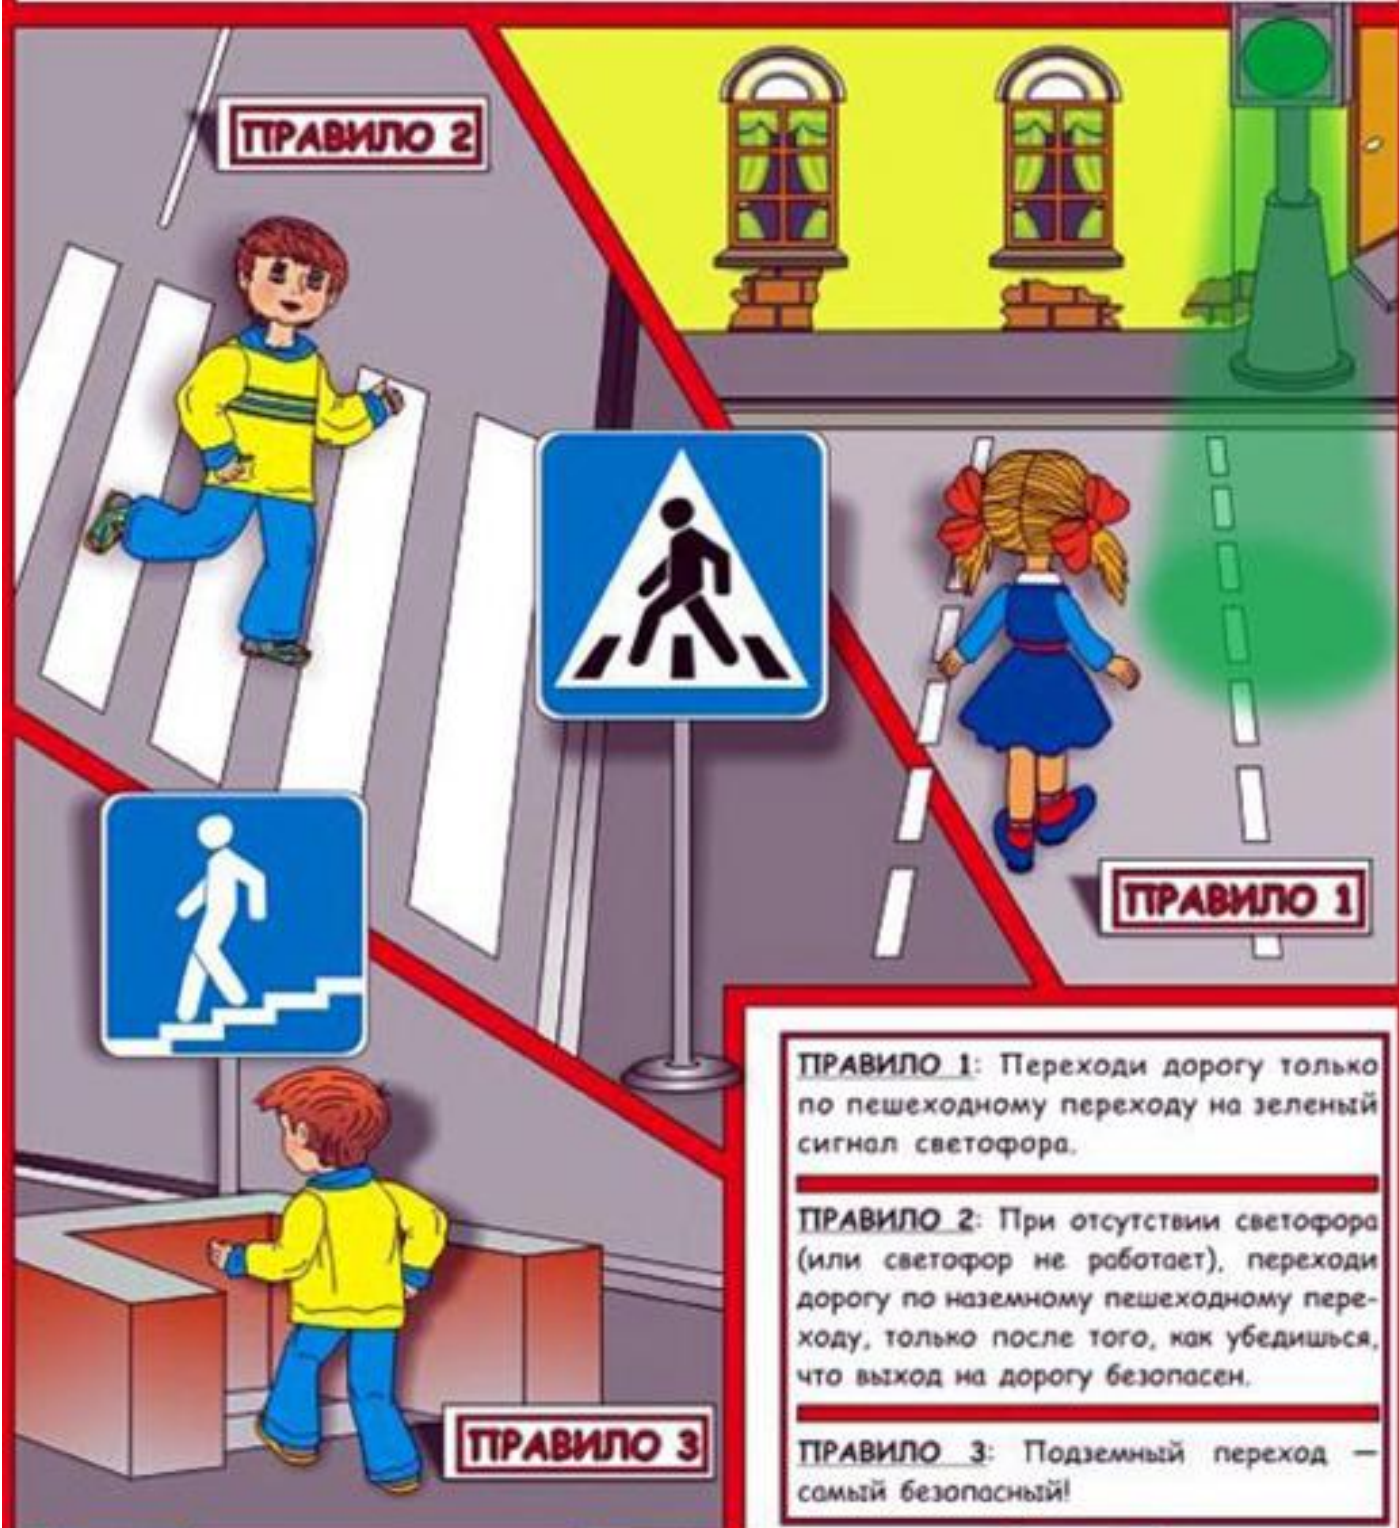 ПРАВИЛО 2
ПРАВИЛО 1
ПРАВИЛО 3
ПРАВИЛО 1: Переходи дорогу только
по пешеходному переходу на зеленый
сигнал светофора.
ПРАВИЛО 2: При отсутствии светофора
(или светофор не работает), переходи
дорогу по наземному пешеходному пере-
ходу, только после того, как убедишься,
что выход на дорогу безопасен.
ПРАВИЛО 3: Подземный переход —
самый безопасный!